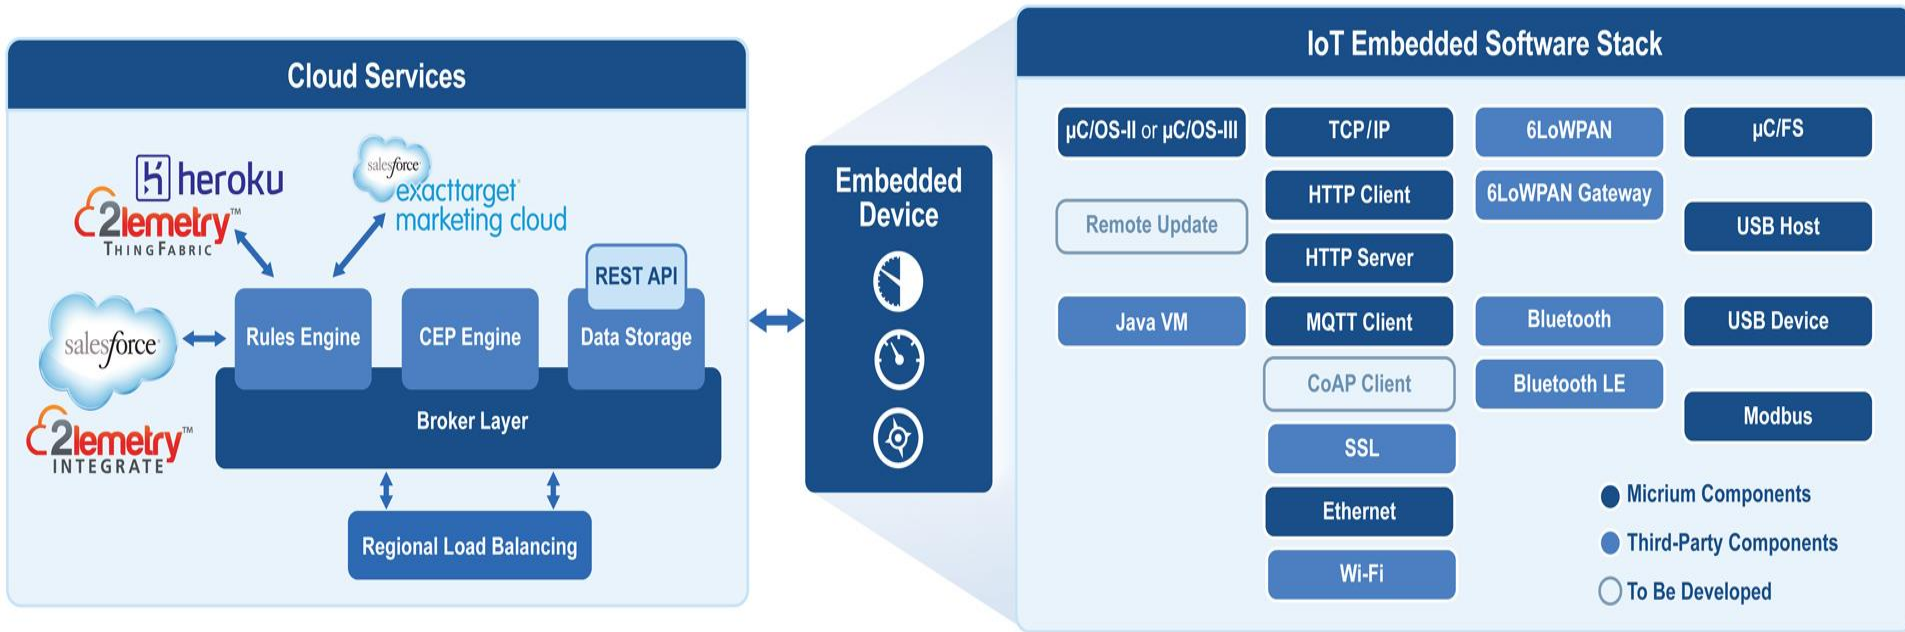 Cloud Services
heroku
2lemetry™
THINGFABRIC
salesforce
exacttarget
marketing cloud
REST API
salesforce
Rules Engine
CEP Engine
Data Storage
2lemetry™
INTEGRATE
Broker Layer
Regional Load Balancing
Embedded
Device
IoT Embedded Software Stack
µC/OS-II or µC/OS-III
Remote Update
Java VM
TCP/IP
HTTP Client
HTTP Server
MQTT Client
CoAP Client
SSL
Ethernet
Wi-Fi
6LoWPAN
6LoWPAN Gateway
Bluetooth
Bluetooth LE
µC/FS
USB Host
USB Device
Modbus
Micrium Components
Third-Party Components
To Be Developed